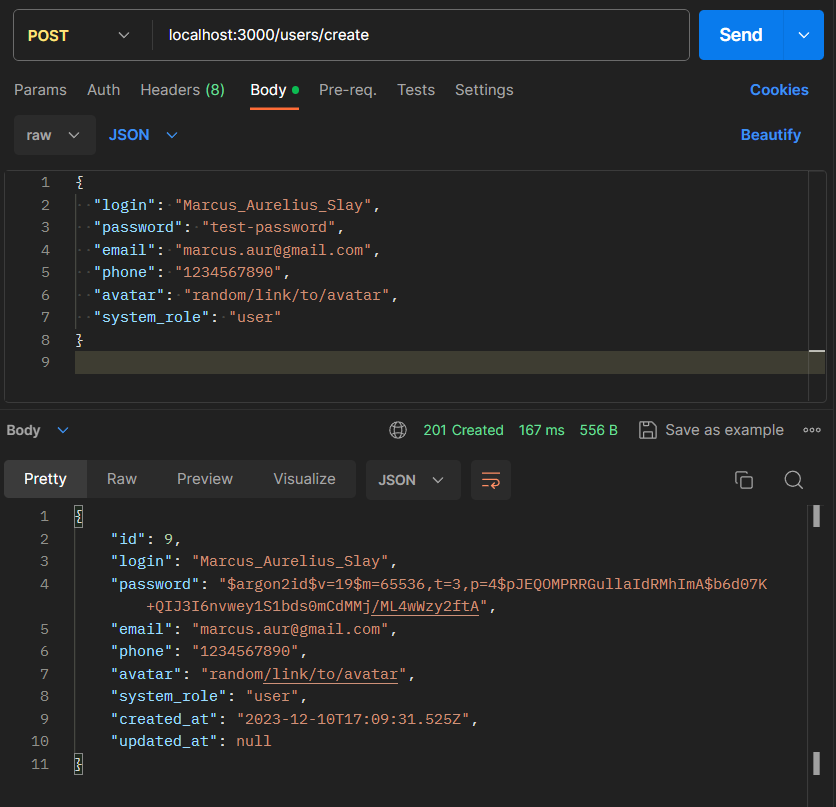 POST localhost:3000/users/create Send
Params Auth Headers (8) Body Pre-req. Tests Settings Cookies
raw JSON Beautify
1 {
2 "login": "Marcus_Aurelius_Slay",
3 "password": "test-password",
4 "email": "marcus.aur@gmail.com",
5 "phone": "1234567890",
6 "avatar": "random/link/to/avatar",
7 "system_role": "user"
8 }
9
Body 201 Created 167 ms 556 B Save as example
Pretty Raw Preview Visualize JSON
1 {
2 "id": 9,
3 "login": "Marcus_Aurelius_Slay",
4 "password": "$argon2id$v=19$m=65536,t=3,p=4$pJEQOMPRRGullaIdRMhImA$b6d07K
+QIJ3I6nvwey1S1bds0mCdMMj/ML4wWzy2ftA",
5 "email": "marcus.aur@gmail.com",
6 "phone": "1234567890",
7 "avatar": "random/link/to/avatar",
8 "system_role": "user",
9 "created_at": "2023-12-10T17:09:31.525Z",
10 "updated_at": null
11 }